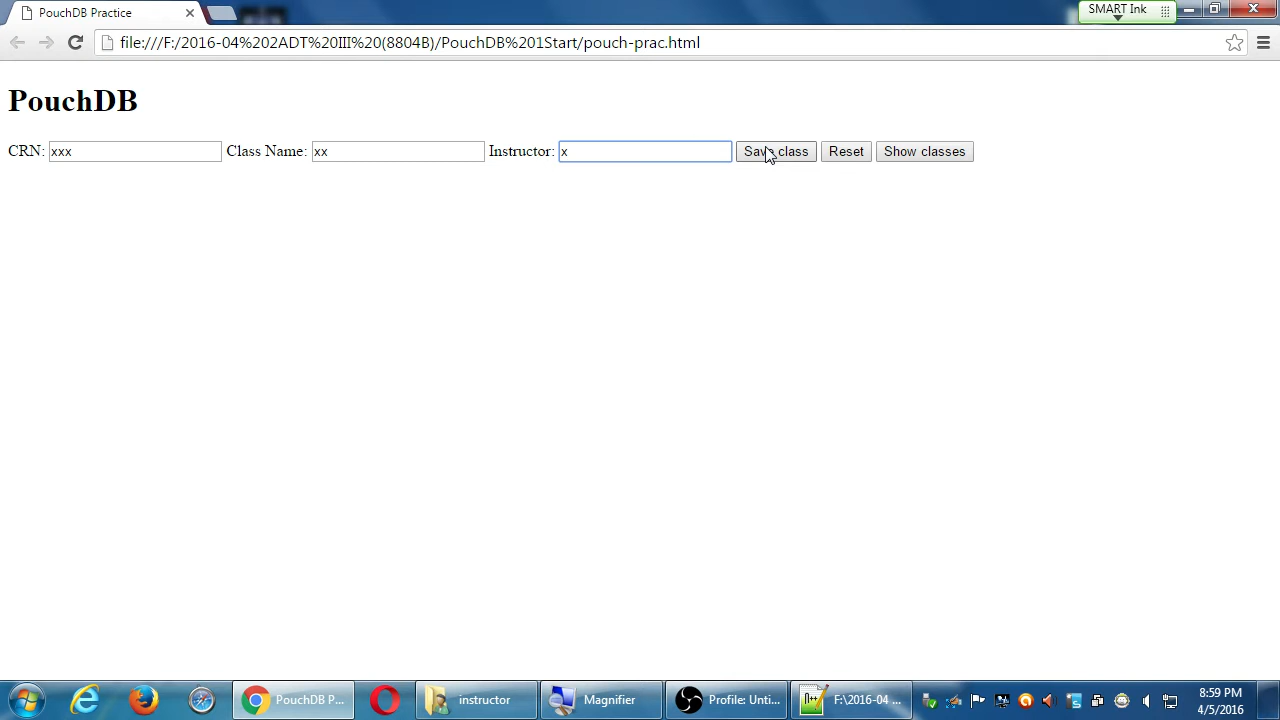 PouchDB Practice
SMART Ink
file:///F:/2016-04%202ADT%20III%20(8804B)/PouchDB%201Start/pouch-prac.html
PouchDB
CRN: xxx Class Name: xx Instructor: x Save class Reset Show classes
PouchDB P... instructor Magnifier Profile: Unti... F:\2016-04 ... 8:59 PM
4/5/2016